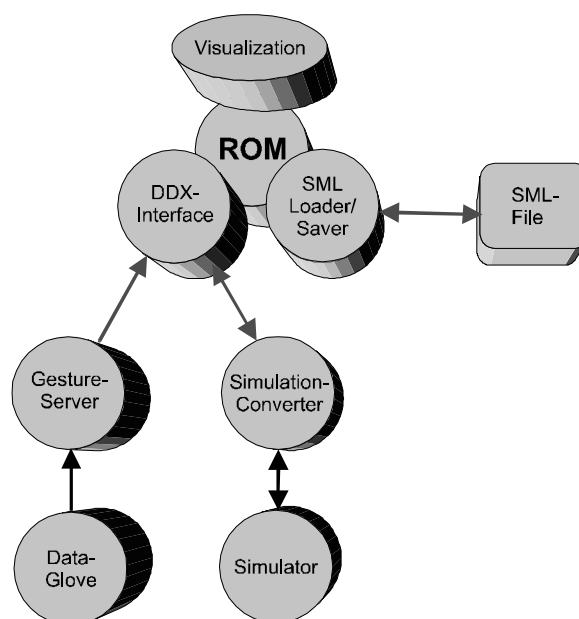 Visualization
ROM
DDX-
Interface
SML
Loader/
Saver
SML-
File
Gesture-
Server
Simulation-
Converter
Data-
Glove
Simulator